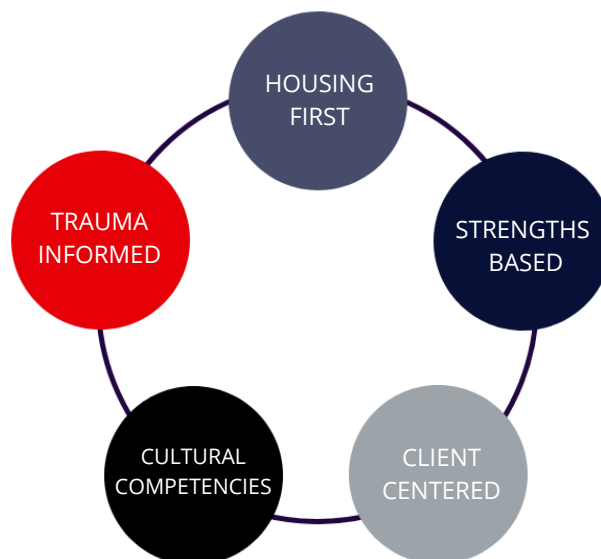 HOUSING
FIRST
STRENGTHS
BASED
CLIENT
CENTERED
CULTURAL
COMPETENCIES
TRAUMA
INFORMED